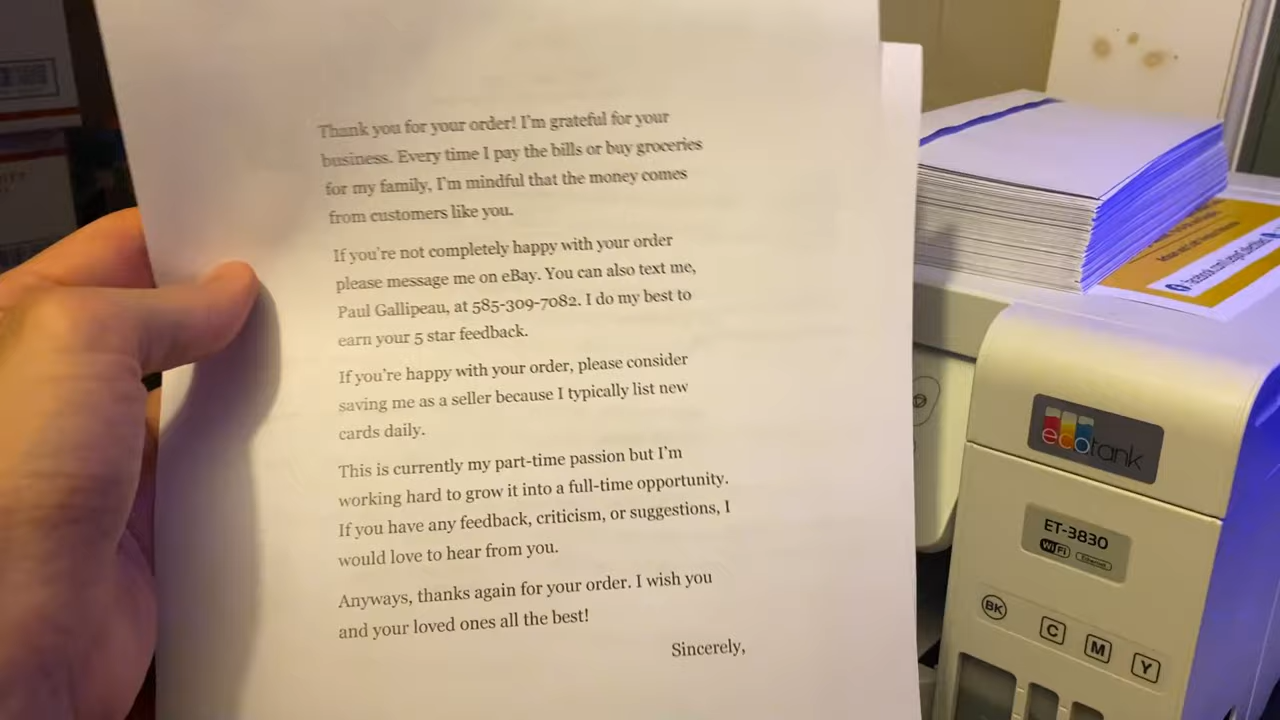 Thank you for your order! I'm grateful for your
business. Every time I pay the bills or buy groceries
for my family, I'm mindful that the money comes
from customers like you.
If you're not completely happy with your order
please message me on eBay. You can also text me,
Paul Gallipeau, at 585-309-7082. I do my best to
earn your 5 star feedback.
If you're happy with your order, please consider
saving me as a seller because I typically list new
cards daily.
This is currently my part-time passion but I'm
working hard to grow it into a full-time opportunity.
If you have any feedback, criticism, or suggestions, I
would love to hear from you.
Anyways, thanks again for your order. I wish you
and your loved ones all the best!
Sincerely,
ecotank
ET-3830
WiFi Ethernet
BK C M Y